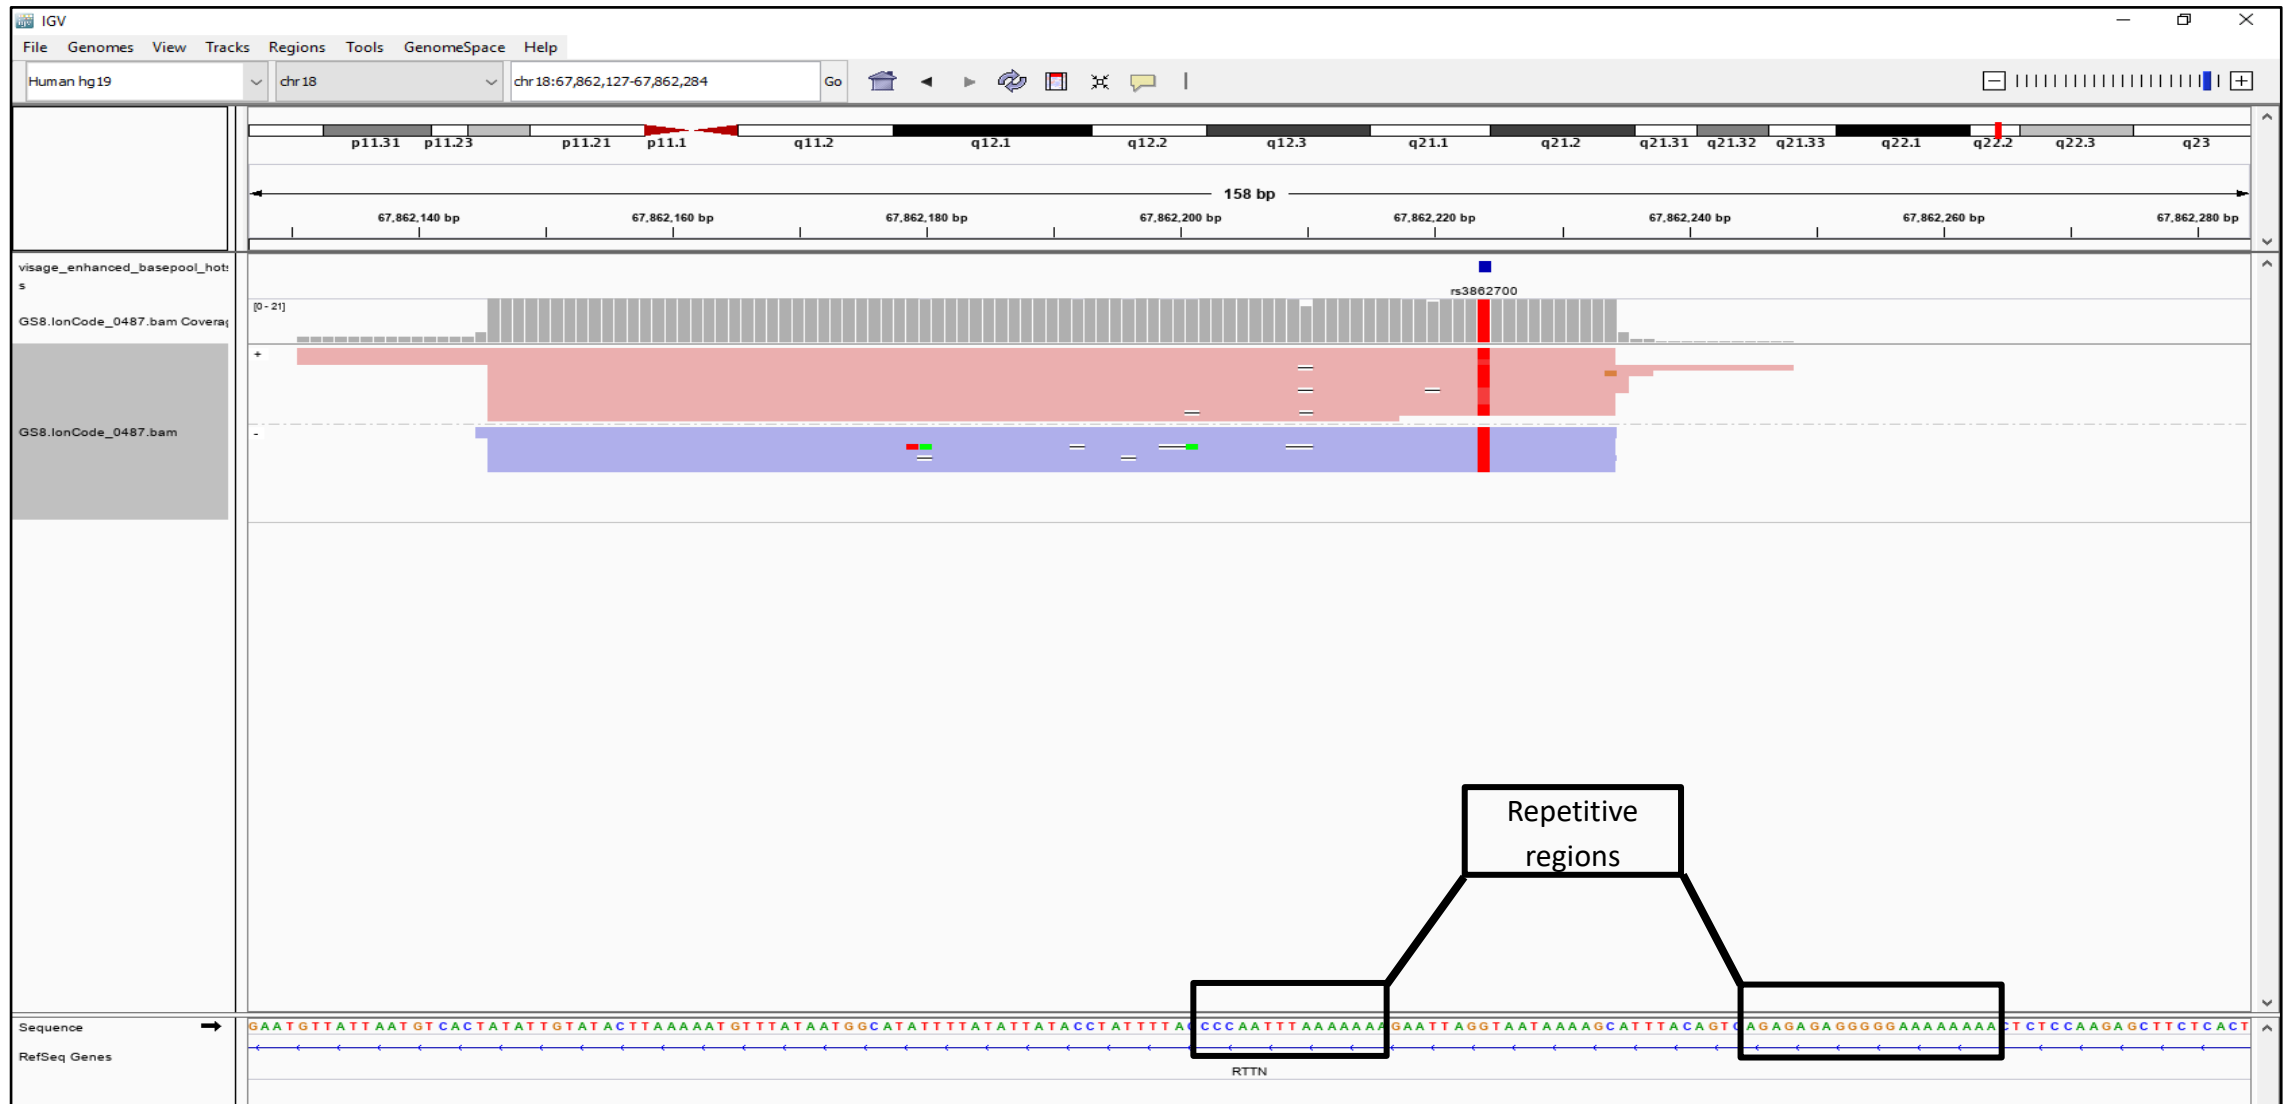 IGV
File Genomes View Tracks Regions Tools GenomeSpace Help
Human hg19 chr18 chr18:67,862,127-67,862,284 Go
p11.31 p11.23 p11.21 p11.1 q11.2 q12.1 q12.2 q12.3 q21.1 q21.2 q21.31 q21.32 q21.33 q22.1 q22.2 q22.3 q23
158 bp
67,862,140 bp 67,862,160 bp 67,862,180 bp 67,862,200 bp 67,862,220 bp 67,862,240 bp 67,862,260 bp 67,862,280 bp
visage_enhanced_basepool_hots
s
rs3862700
[0 - 21]
GS8.IonCode_0487.bam Coverag
+
GS8.IonCode_0487.bam
-
Repetitive
regions
Sequence GAATGTTATTAATGTCACTATATTGTATACTTAAAAATGTTTATAATGGCATATTTTATATTATACCTATTTTACCCCAATTTAAAAAAAGAATTAGGTAATAAAAGCATTTACAGTCAGAGAGAGGGGGAAAAAAAACTCTCCAAGAGCTTCTCACT
RefSeq Genes
RTTN